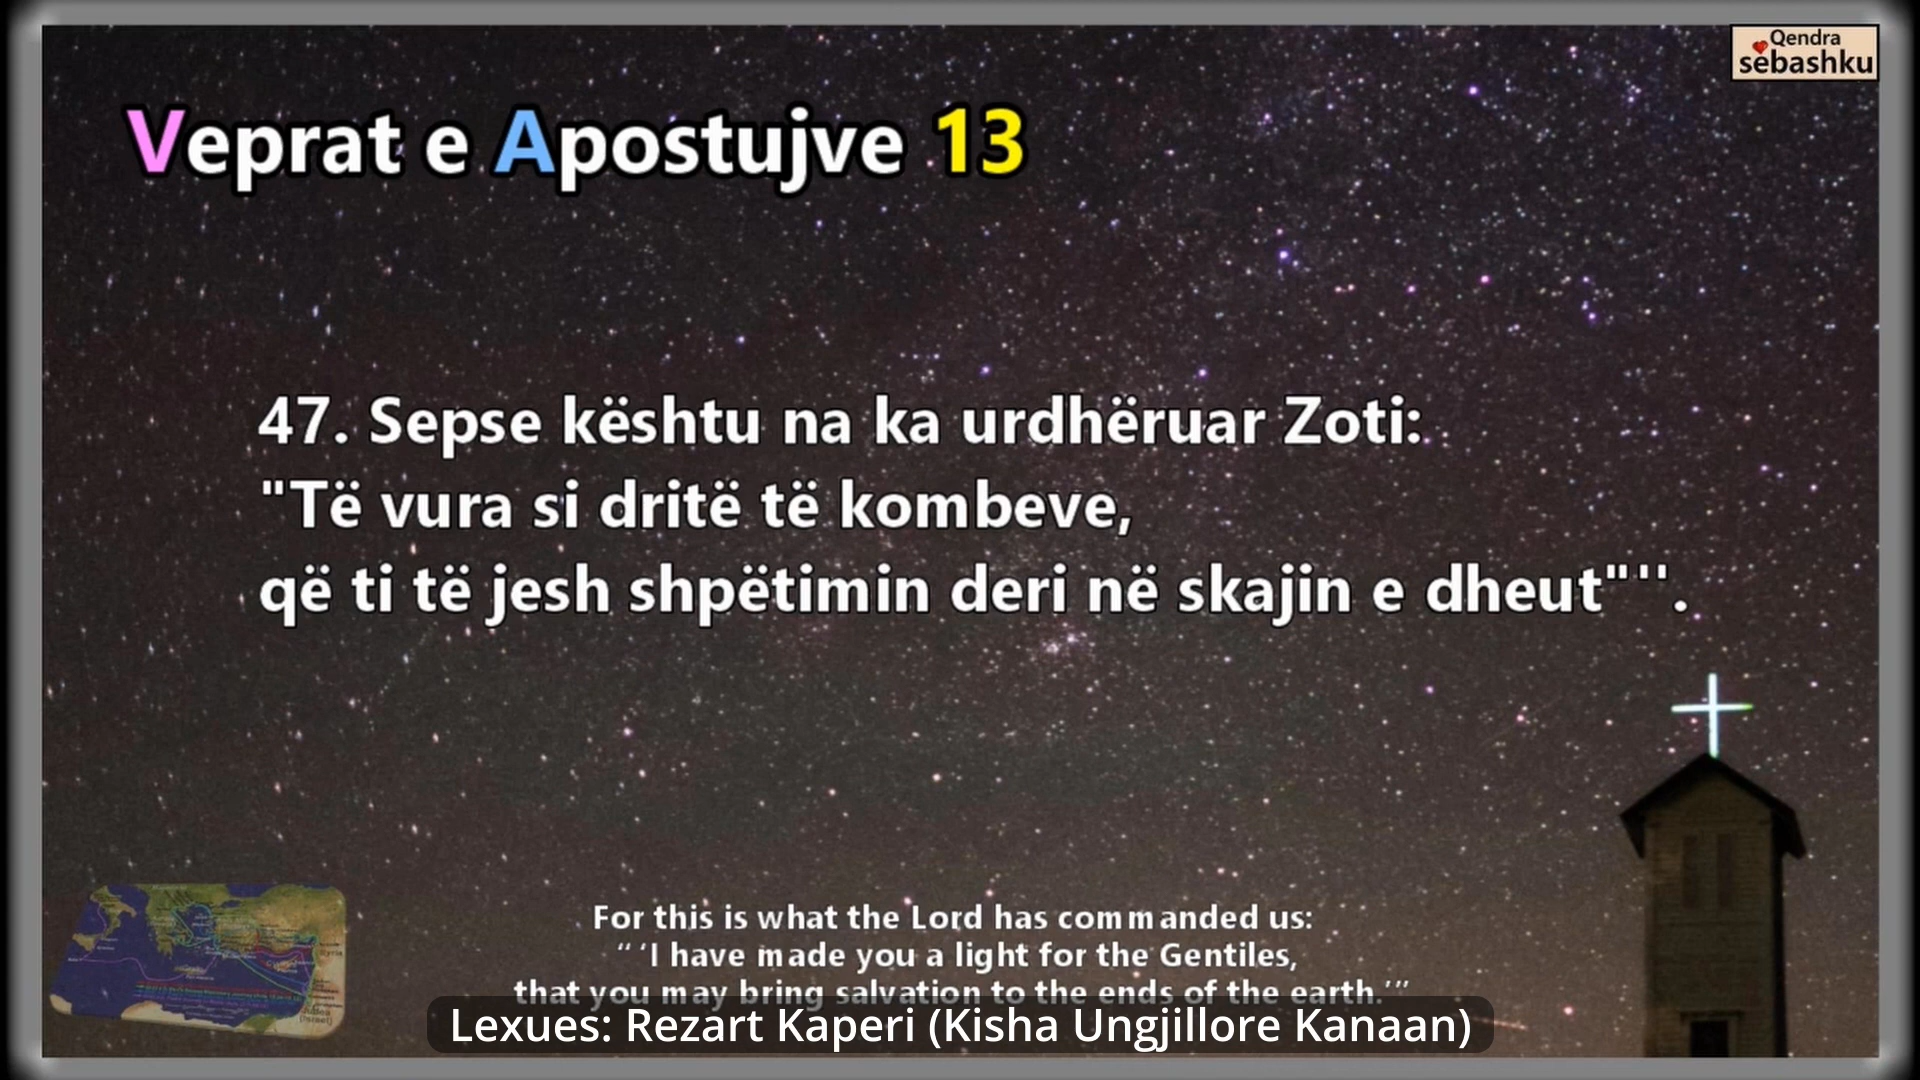 Qendra
sebashku
Veprat e Apostujve 13
47. Sepse kështu na ka urdhëruar Zoti:
"Të vura si dritë të kombeve,
që ti të jesh shpëtimin deri në skajin e dheut"''.
For this is what the Lord has commanded us:
“ ‘I have made you a light for the Gentiles,
that you may bring salvation to the ends of the earth.’”
Lexues: Rezart Kaperi (Kisha Ungjillore Kanaan)